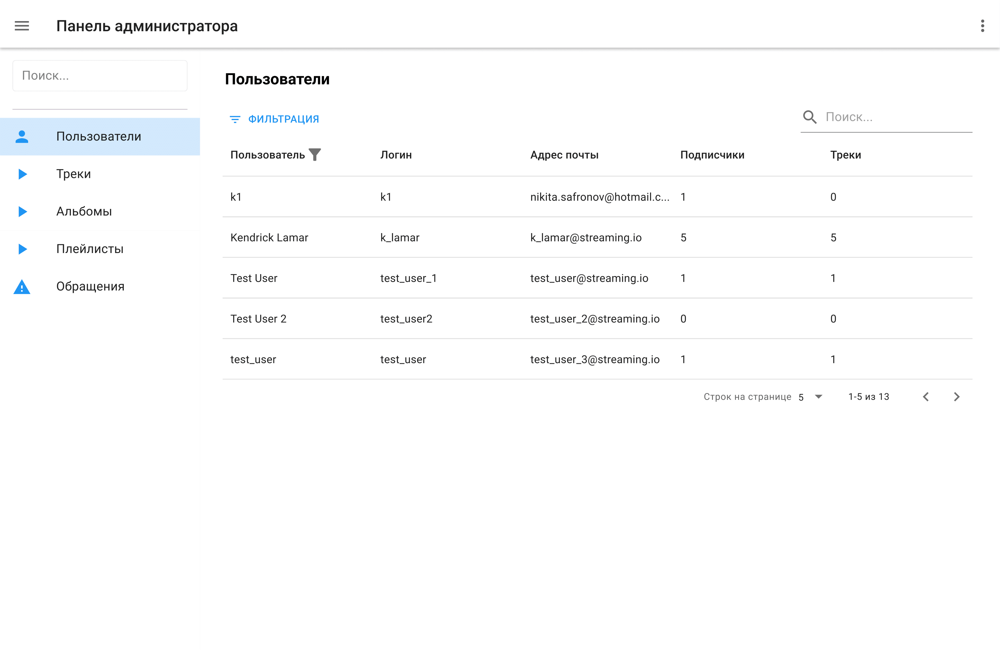 Панель администратора
Поиск...
Пользователи
Треки
Альбомы
Плейлисты
Обращения
Пользователи
ФИЛЬТРАЦИЯ
Поиск...
Пользователь Логин Адрес почты Подписчики Треки
k1 k1 nikita.safronov@hotmail.c... 1 0
Kendrick Lamar k_lamar k_lamar@streaming.io 5 5
Test User test_user_1 test_user@streaming.io 1 1
Test User 2 test_user2 test_user_2@streaming.io 0 0
test_user test_user test_user_3@streaming.io 1 1
Строк на странице 5 1-5 из 13